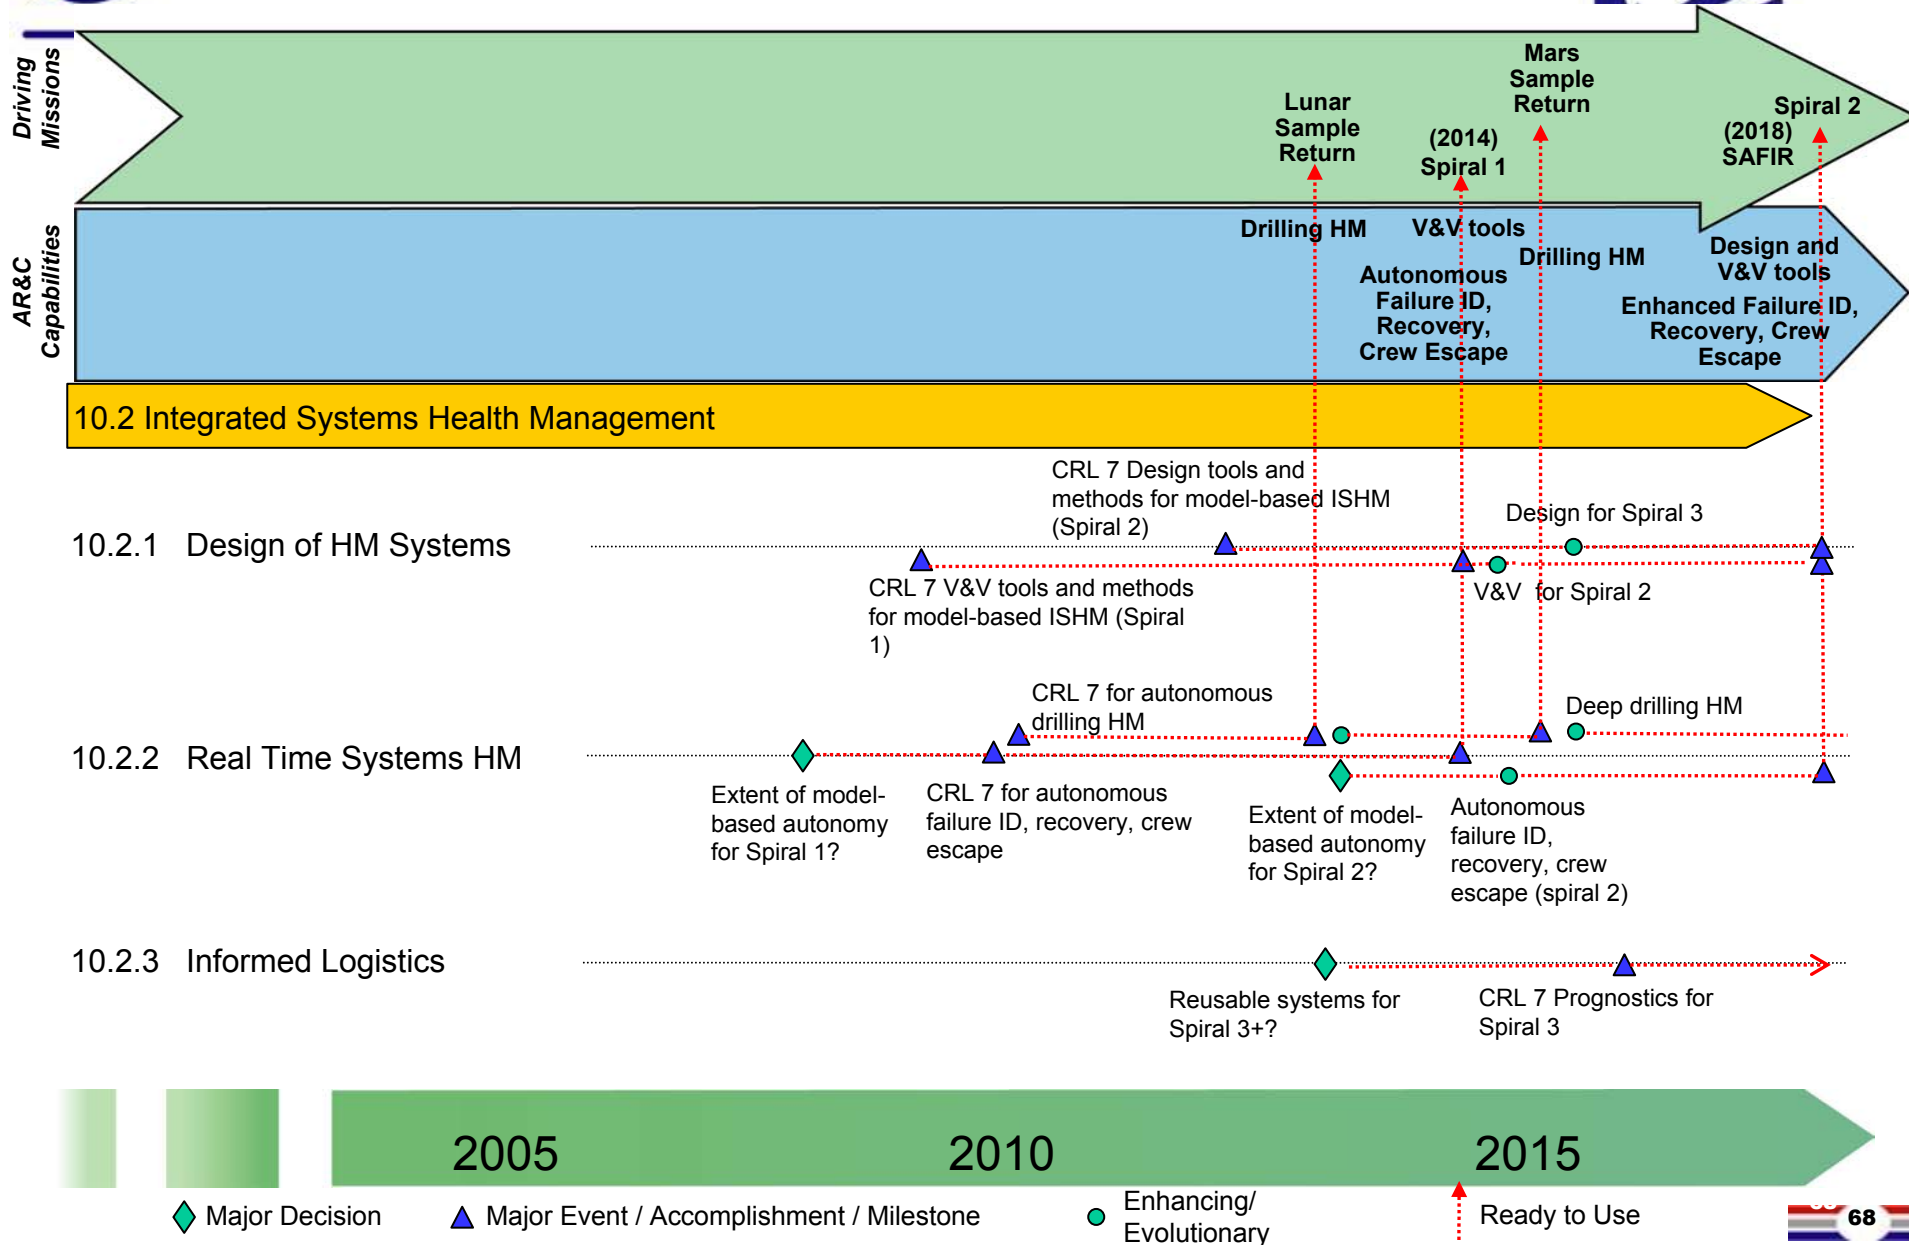 Driving
Missions
Lunar
Sample
Return
(2014)
Spiral 1
Mars
Sample
Return
(2018)
SAFIR
Spiral 2
AR&C
Capabilities
Drilling HM
V&V tools
Autonomous
Failure ID,
Recovery,
Crew Escape
Drilling HM
Design and
V&V tools
Enhanced Failure ID,
Recovery, Crew
Escape
10.2 Integrated Systems Health Management
10.2.1 Design of HM Systems
CRL 7 Design tools and
methods for model-based ISHM
(Spiral 2)
Design for Spiral 3
CRL 7 V&V tools and methods
for model-based ISHM (Spiral
1)
V&V for Spiral 2
10.2.2 Real Time Systems HM
CRL 7 for autonomous
drilling HM
Deep drilling HM
Extent of model-
based autonomy
for Spiral 1?
CRL 7 for autonomous
failure ID, recovery, crew
escape
Extent of model-
based autonomy
for Spiral 2?
Autonomous
failure ID,
recovery, crew
escape (spiral 2)
10.2.3 Informed Logistics
Reusable systems for
Spiral 3+?
CRL 7 Prognostics for
Spiral 3
2005
2010
2015
Major Decision
Major Event / Accomplishment / Milestone
Enhancing/
Evolutionary
Ready to Use
68